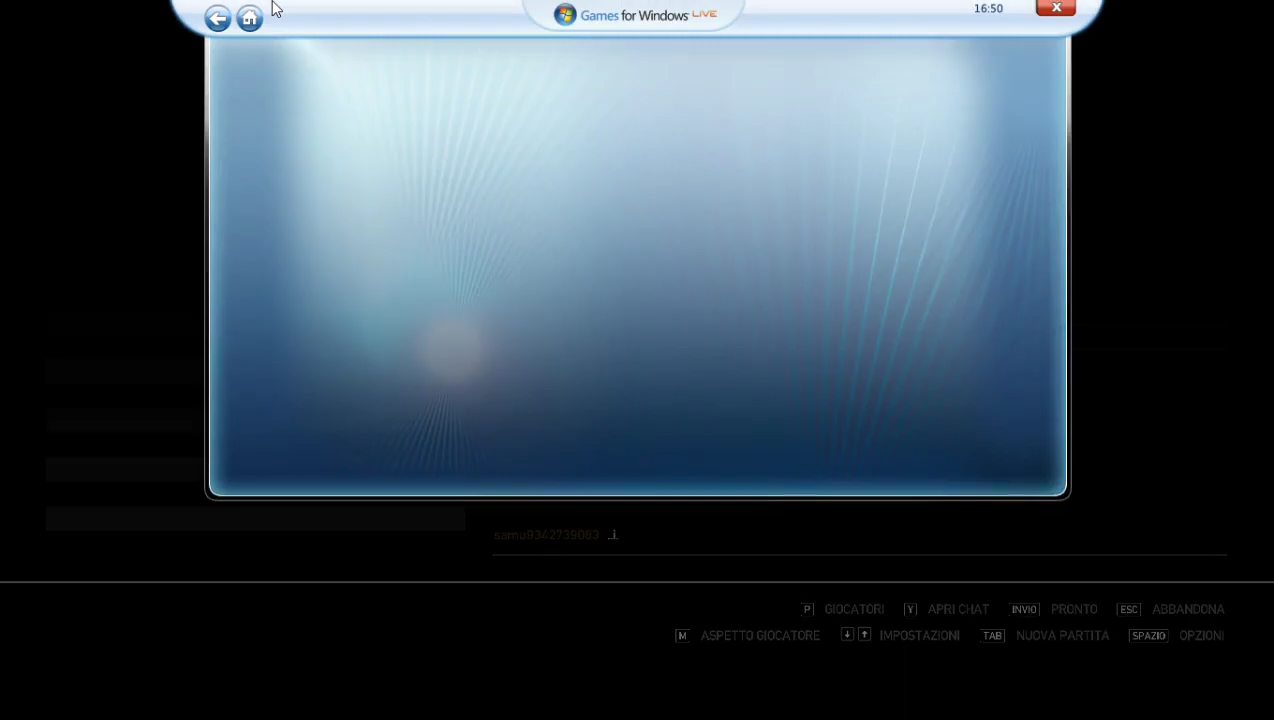 Games for Windows LIVE
16:50
samu9342739003 ..i.
P GIOCATORI Y APRI CHAT INVIO PRONTO ESC ABBANDONA
M ASPETTO GIOCATORE IMPOSTAZIONI TAB NUOVA PARTITA SPAZIO OPZIONI